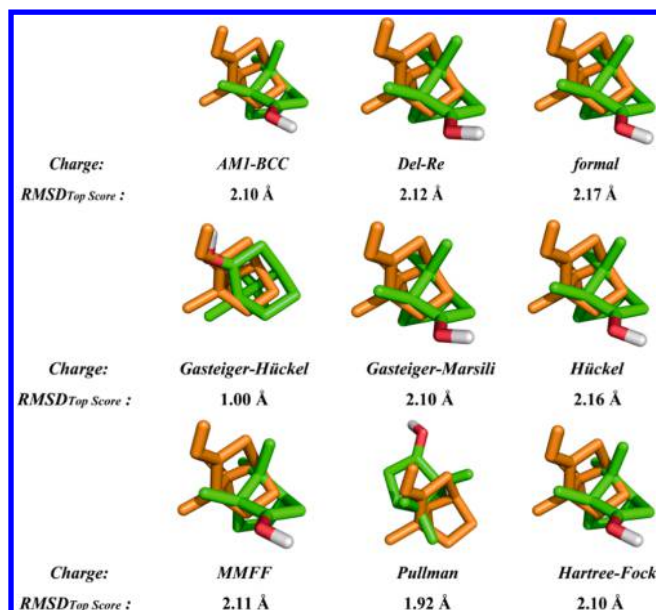 Charge: AM1-BCC Del-Re formal
RMSDTop Score : 2.10 Å 2.12 Å 2.17 Å
Charge: Gasteiger-Hückel Gasteiger-Marsili Hückel
RMSDTop Score : 1.00 Å 2.10 Å 2.16 Å
Charge: MMFF Pullman Hartree-Fock
RMSDTop Score : 2.11 Å 1.92 Å 2.10 Å